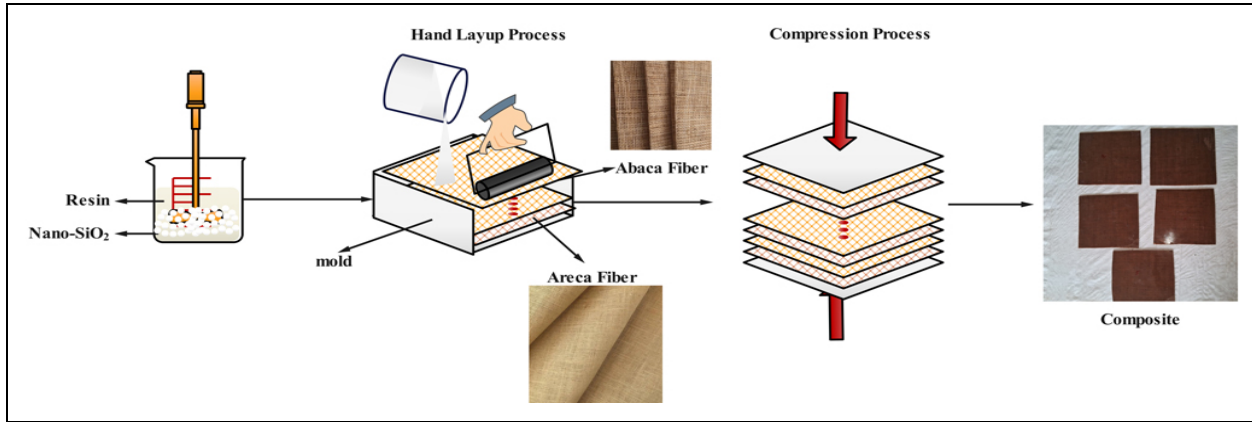 Hand Layup Process
Compression Process
Abaca Fiber
Resin
Nano-SiO₂
mold
Areca Fiber
Composite